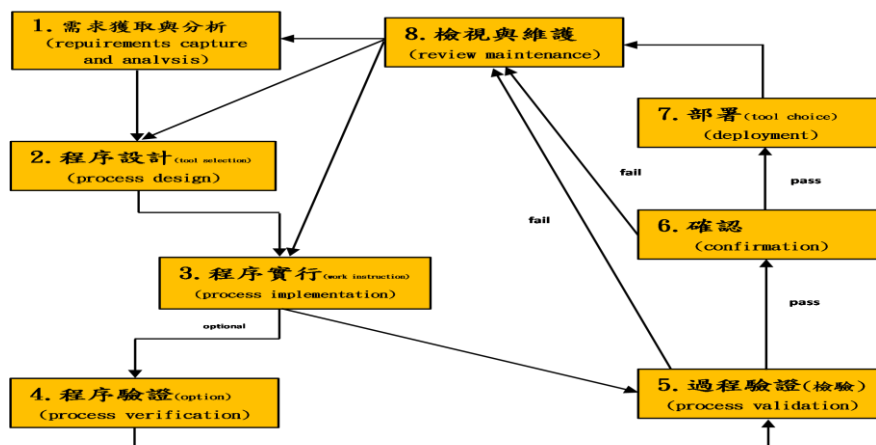 1. 需求獲取與分析
(repuirements capture
and analysis)
8. 檢視與維護
(review maintenance)
7. 部署(tool choice)
(deployment)
2. 程序設計(tool selection)
(process design)
fail
pass
fail
6. 確認
(confirmation)
3. 程序實行(work instruction)
(process implementation)
pass
optional
4. 程序驗證(option)
(process verification)
5. 過程驗證(檢驗)
(process validation)